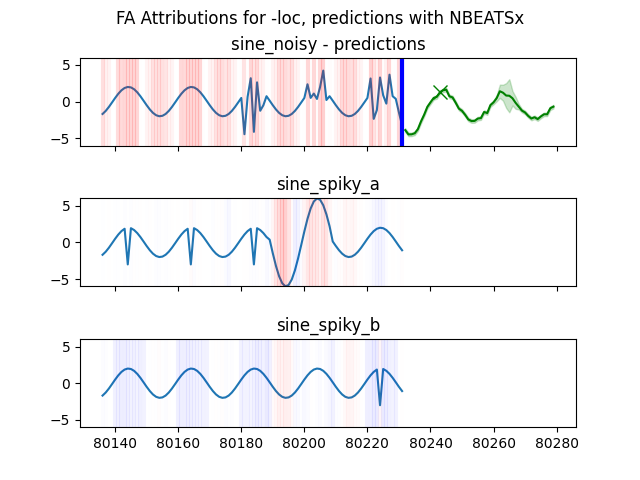 FA Attributions for -loc, predictions with NBEATSx
sine_noisy - predictions
5
0
−5
sine_spiky_a
5
0
−5
sine_spiky_b
5
0
−5
80140 80160 80180 80200 80220 80240 80260 80280